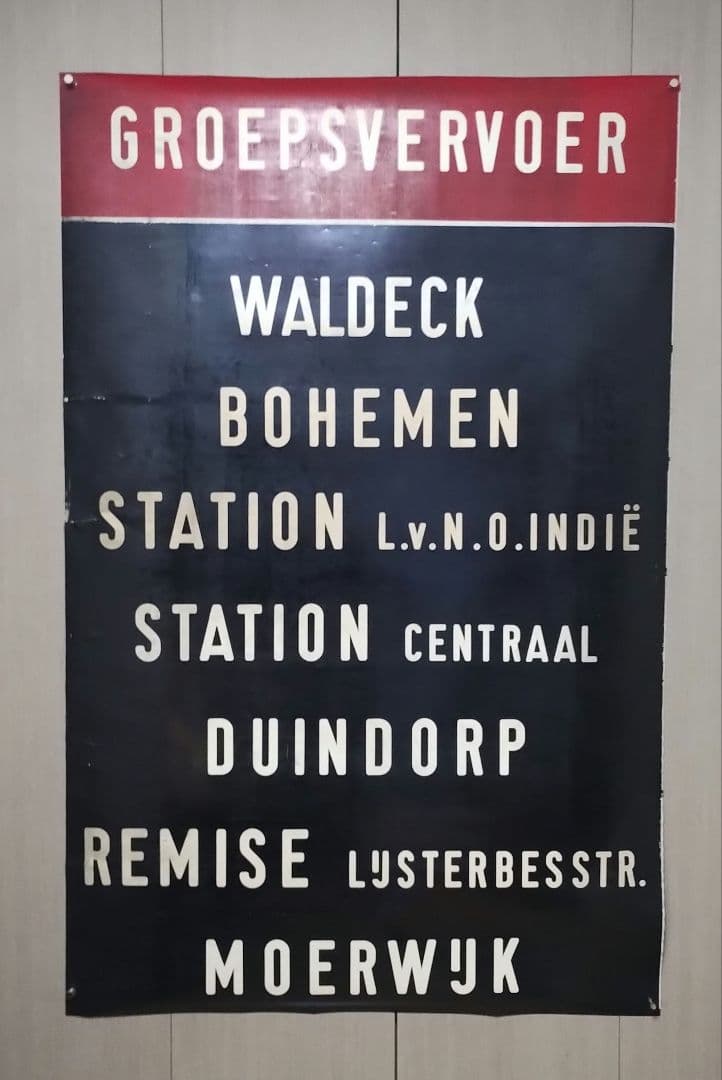 GROEPSVERVOER
WALDECK
BOHEMEN
STATION L.v.N.O.INDIË
STATION CENTRAAL
DUINDORP
REMISE LIJSTERBESSTR.
MOERWIJK